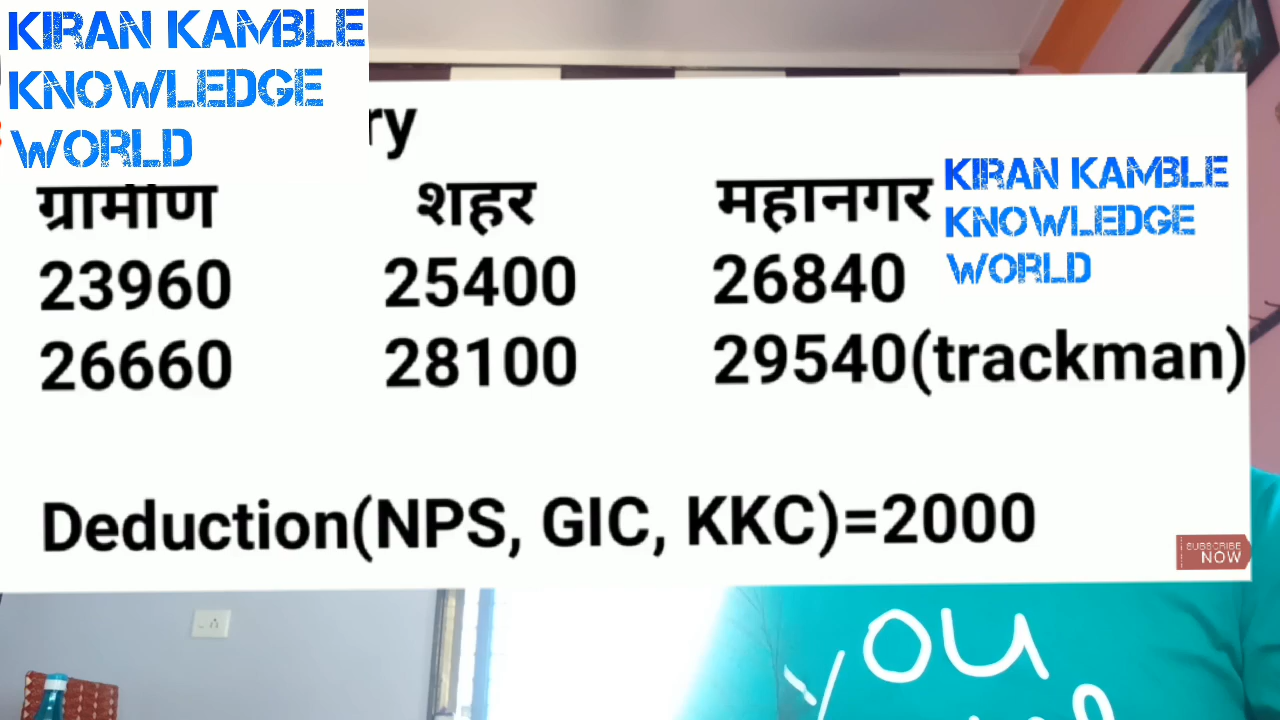 KIRAN KAMBLE
KNOWLEDGE
WORLD
ry
ग्रामीण शहर महानगर
KIRAN KAMBLE
KNOWLEDGE
WORLD
23960 25400 26840
26660 28100 29540(trackman)
Deduction(NPS, GIC, KKC)=2000
SUBSCRIBE
NOW
you